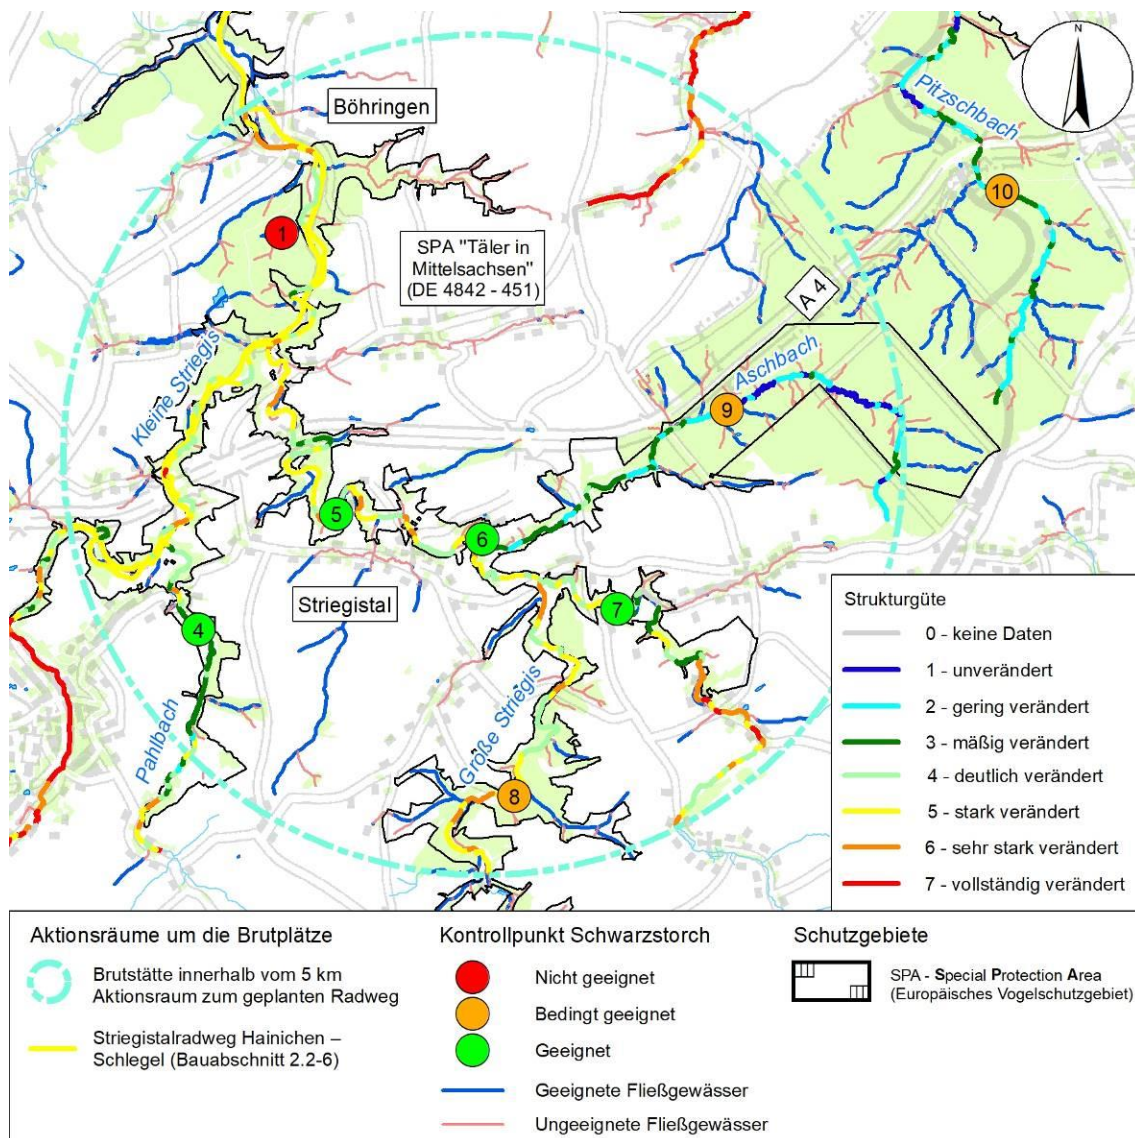 N
Böhringen
Pitzschbach
10
1
SPA "Täler in
Mittelsachsen"
(DE 4842 - 451)
A 4
Kleine Striegis
Aschbach
9
5
6
Striegistal
7
4
Pahlbach
Große Striegis
8
Strukturgüte
0 - keine Daten
1 - unverändert
2 - gering verändert
3 - mäßig verändert
4 - deutlich verändert
5 - stark verändert
6 - sehr stark verändert
7 - vollständig verändert
Aktionsräume um die Brutplätze
Brutstätte innerhalb vom 5 km
Aktionsraum zum geplanten Radweg
Striegistalradweg Hainichen –
Schlegel (Bauabschnitt 2.2-6)
Kontrollpunkt Schwarzstorch
Nicht geeignet
Bedingt geeignet
Geeignet
Geeignete Fließgewässer
Ungeeignete Fließgewässer
Schutzgebiete
SPA - Special Protection Area
(Europäisches Vogelschutzgebiet)